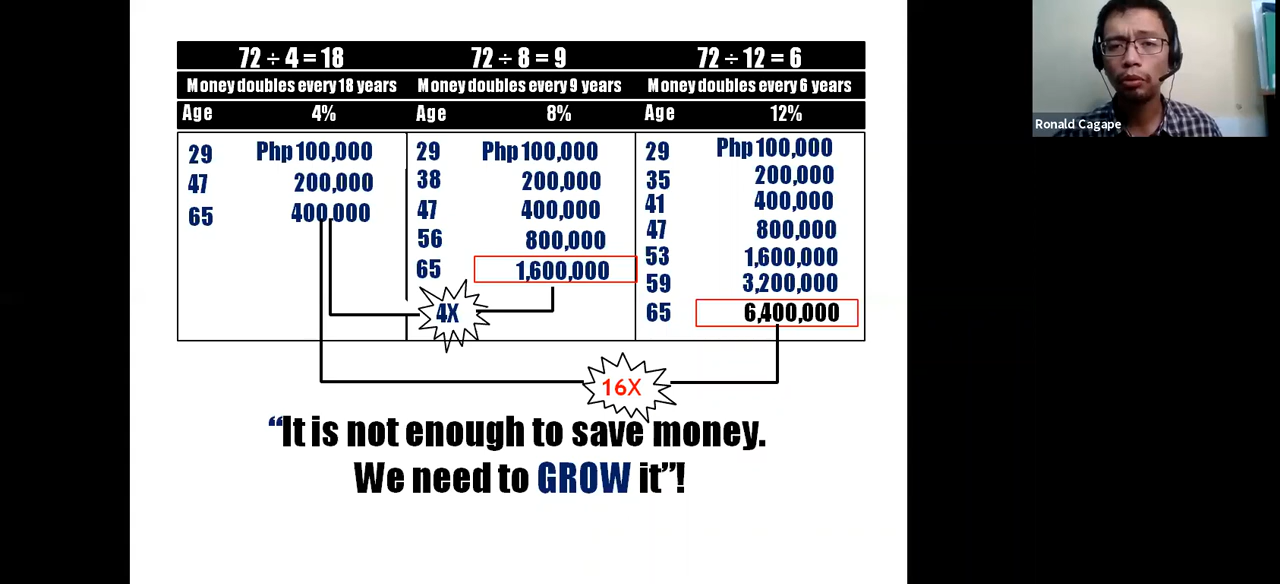 72 ÷ 4 = 18 72 ÷ 8 = 9 72 ÷ 12 = 6
Money doubles every 18 years Money doubles every 9 years Money doubles every 6 years
Age 4% Age 8% Age 12%
29 Php 100,000 29 Php 100,000 29 Php 100,000
47 200,000 38 200,000 35 200,000
65 400,000 47 400,000 41 400,000
56 800,000 47 800,000
65 1,600,000 53 1,600,000
59 3,200,000
4X 65 6,400,000
16X
“It is not enough to save money.
We need to GROW it”!
Ronald Cagape